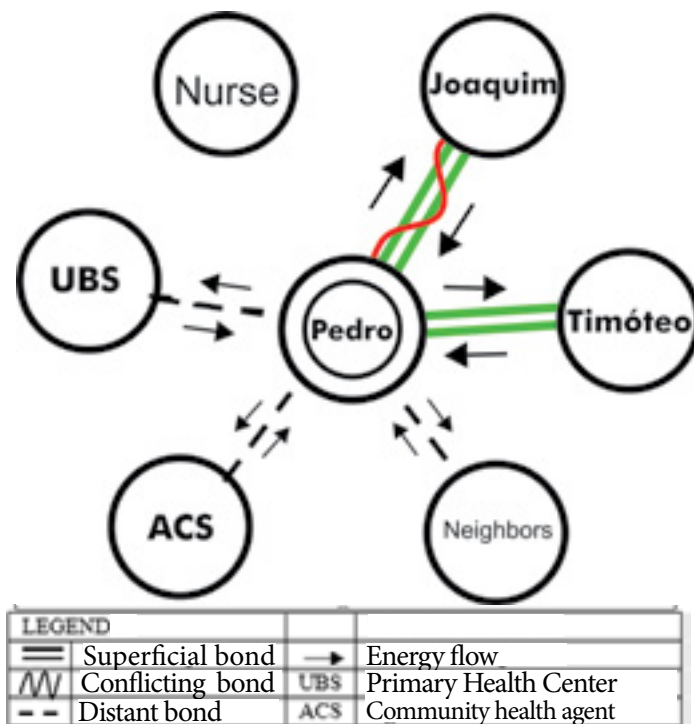 Nurse
Joaquim
UBS
Pedro
Timóteo
ACS
Neighbors
LEGEND
Superficial bond
Energy flow
Conflicting bond
UBS
Primary Health Center
Distant bond
ACS
Community health agent